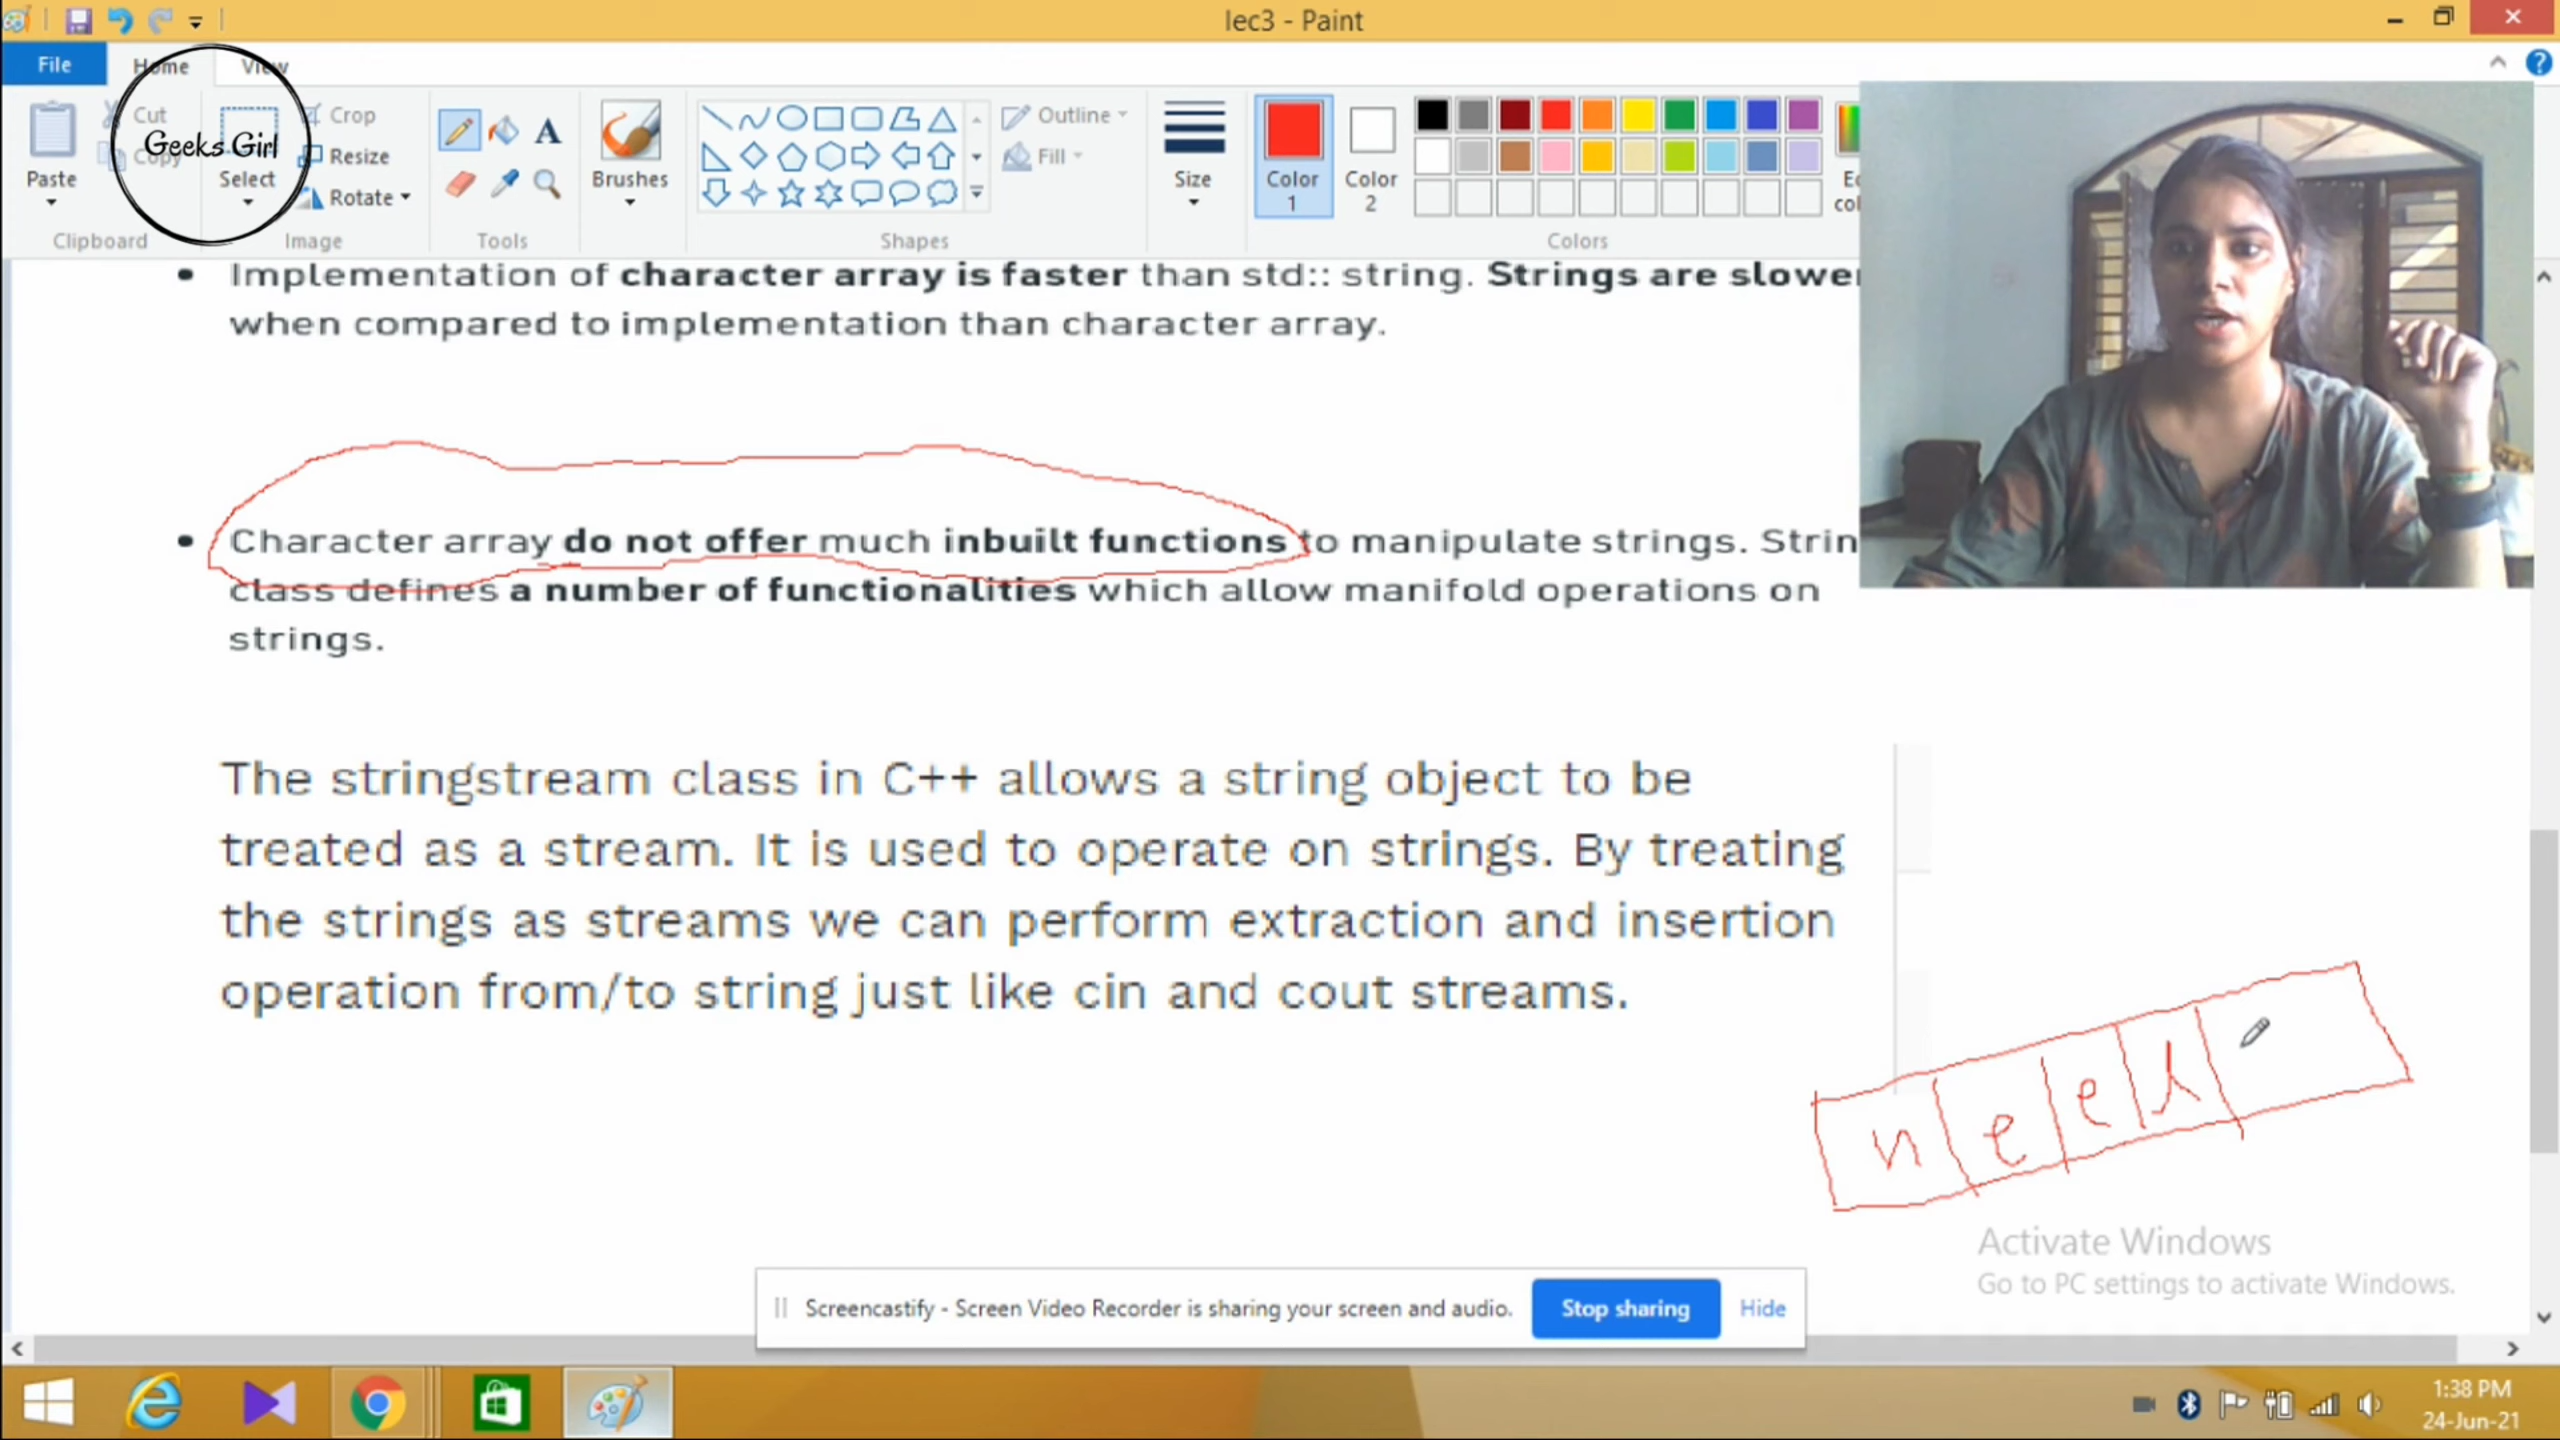 lec3 - Paint
File
Home
View
Cut
Copy
Paste
Clipboard
Geeks Girl
Select
Crop
Resize
Rotate
Image
Tools
Brushes
Shapes
Outline
Fill
Size
Color
1
Color
2
Colors
Implementation of character array is faster than std:: string. Strings are slower
when compared to implementation than character array.
Character array do not offer much inbuilt functions to manipulate strings. Strin
class defines a number of functionalities which allow manifold operations on
strings.
The stringstream class in C++ allows a string object to be
treated as a stream. It is used to operate on strings. By treating
the strings as streams we can perform extraction and insertion
operation from/to string just like cin and cout streams.
n e e l
Activate Windows
Go to PC settings to activate Windows.
Screencastify - Screen Video Recorder is sharing your screen and audio.
Stop sharing
Hide
1:38 PM
24-Jun-21